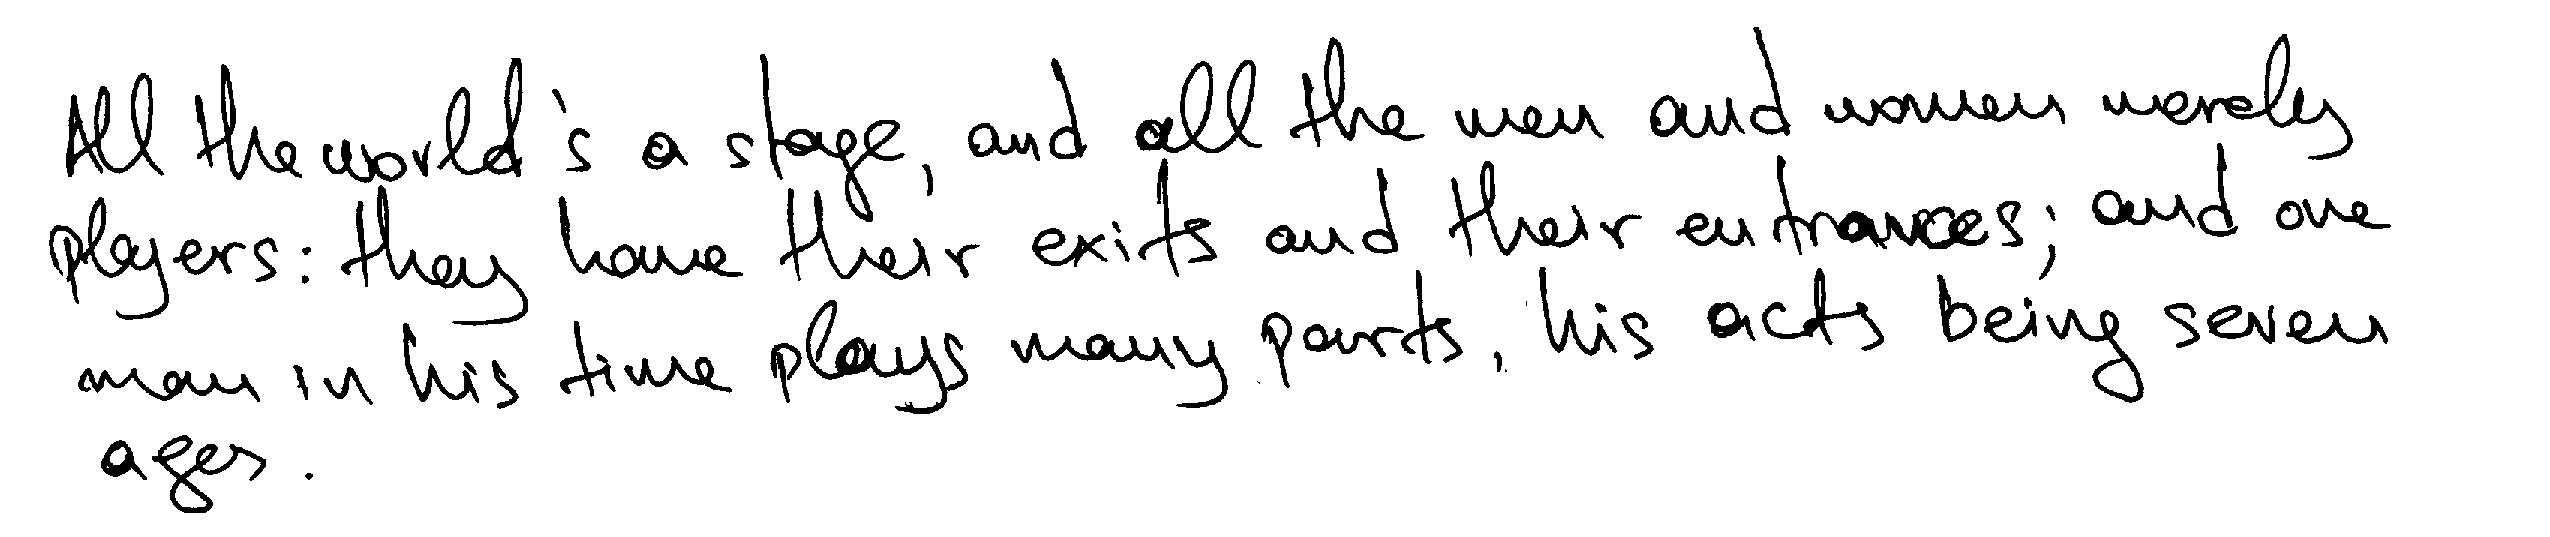 All the world's a stage, and all the men and women merely
players: they have their exits and their entrances; and one
man in his time plays many parts, his acts being seven
ages.